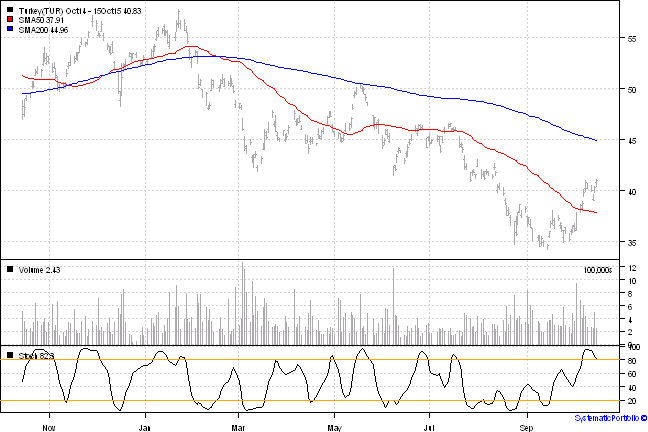 Turkey(TUR) Oct14 - 15Oct15 40.83
SMA50 37.91
SMA200 44.96
55
50
45
40
35
Volume 2.43
100,000s
12
10
8
6
4
2
Stoch 82.3
100
80
60
40
20
Nov Jan Mar May Jul Sep
SystematicPortfolio ©